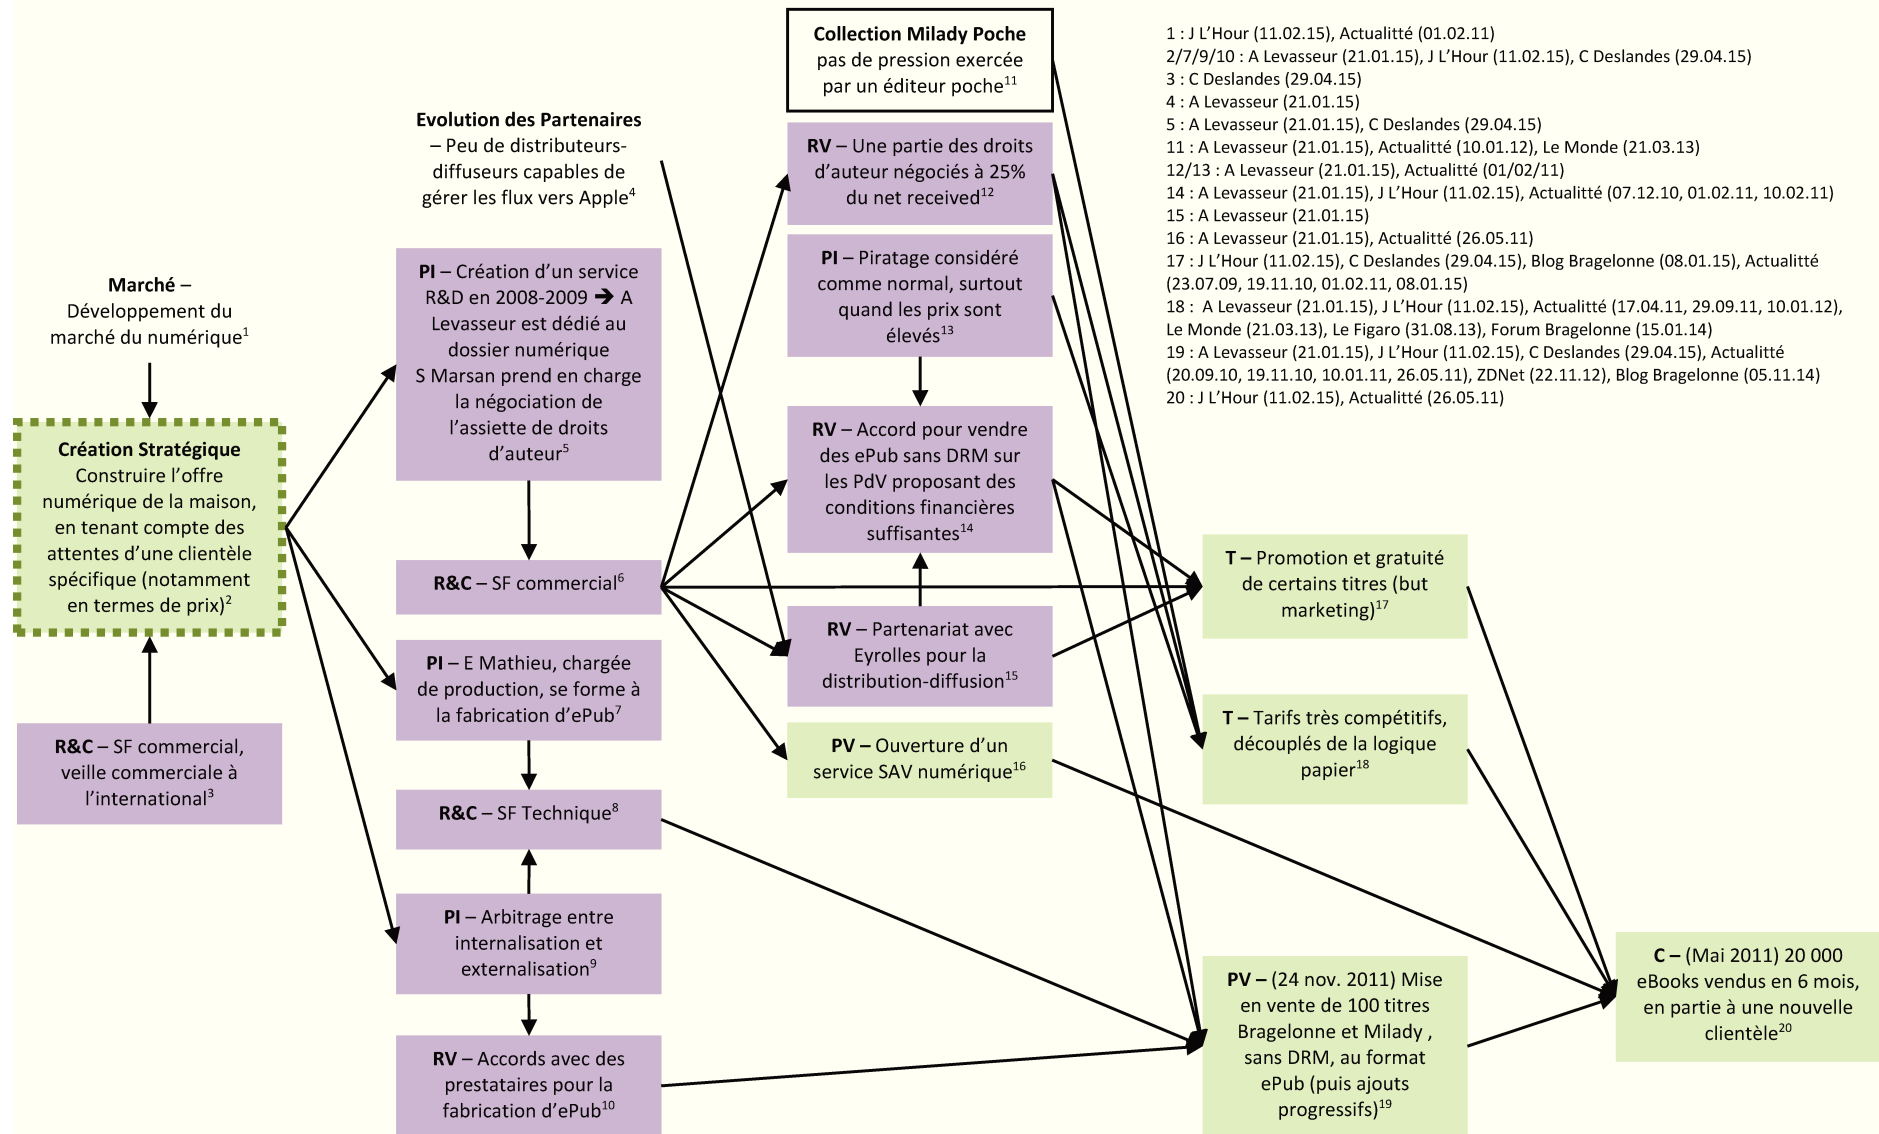 Marché –
Développement du
marché du numérique1
Création Stratégique
Construire l’offre
numérique de la maison,
en tenant compte des
attentes d’une clientèle
spécifique (notamment
en termes de prix)2
R&C – SF commercial,
veille commerciale à
l’international3
Evolution des Partenaires
– Peu de distributeurs-
diffuseurs capables de
gérer les flux vers Apple4
PI – Création d’un service
R&D en 2008-2009 ➔ A
Levasseur est dédié au
dossier numérique
S Marsan prend en charge
la négociation de
l’assiette de droits
d’auteur5
R&C – SF commercial6
PI – E Mathieu, chargée
de production, se forme à
la fabrication d’ePub7
R&C – SF Technique8
PI – Arbitrage entre
internalisation et
externalisation9
RV – Accords avec des
prestataires pour la
fabrication d’ePub10
Collection Milady Poche
pas de pression exercée
par un éditeur poche11
RV – Une partie des droits
d’auteur négociés à 25%
du net received12
PI – Piratage considéré
comme normal, surtout
quand les prix sont
élevés13
RV – Accord pour vendre
des ePub sans DRM sur
les PdV proposant des
conditions financières
suffisantes14
RV – Partenariat avec
Eyrolles pour la
distribution-diffusion15
PV – Ouverture d’un
service SAV numérique16
1 : J L’Hour (11.02.15), Actualitté (01.02.11)
2/7/9/10 : A Levasseur (21.01.15), J L’Hour (11.02.15), C Deslandes (29.04.15)
3 : C Deslandes (29.04.15)
4 : A Levasseur (21.01.15)
5 : A Levasseur (21.01.15), C Deslandes (29.04.15)
11 : A Levasseur (21.01.15), Actualitté (10.01.12), Le Monde (21.03.13)
12/13 : A Levasseur (21.01.15), Actualitté (01/02/11)
14 : A Levasseur (21.01.15), J L’Hour (11.02.15), Actualitté (07.12.10, 01.02.11, 10.02.11)
15 : A Levasseur (21.01.15)
16 : A Levasseur (21.01.15), Actualitté (26.05.11)
17 : J L’Hour (11.02.15), C Deslandes (29.04.15), Blog Bragelonne (08.01.15), Actualitté
(23.07.09, 19.11.10, 01.02.11, 08.01.15)
18 : A Levasseur (21.01.15), J L’Hour (11.02.15), Actualitté (17.04.11, 29.09.11, 10.01.12),
Le Monde (21.03.13), Le Figaro (31.08.13), Forum Bragelonne (15.01.14)
19 : A Levasseur (21.01.15), J L’Hour (11.02.15), C Deslandes (29.04.15), Actualitté
(20.09.10, 19.11.10, 10.01.11, 26.05.11), ZDNet (22.11.12), Blog Bragelonne (05.11.14)
20 : J L’Hour (11.02.15), Actualitté (26.05.11)
T – Promotion et gratuité
de certains titres (but
marketing)17
T – Tarifs très compétitifs,
découplés de la logique
papier18
PV – (24 nov. 2011) Mise
en vente de 100 titres
Bragelonne et Milady ,
sans DRM, au format
ePub (puis ajouts
progressifs)19
C – (Mai 2011) 20 000
eBooks vendus en 6 mois,
en partie à une nouvelle
clientèle20